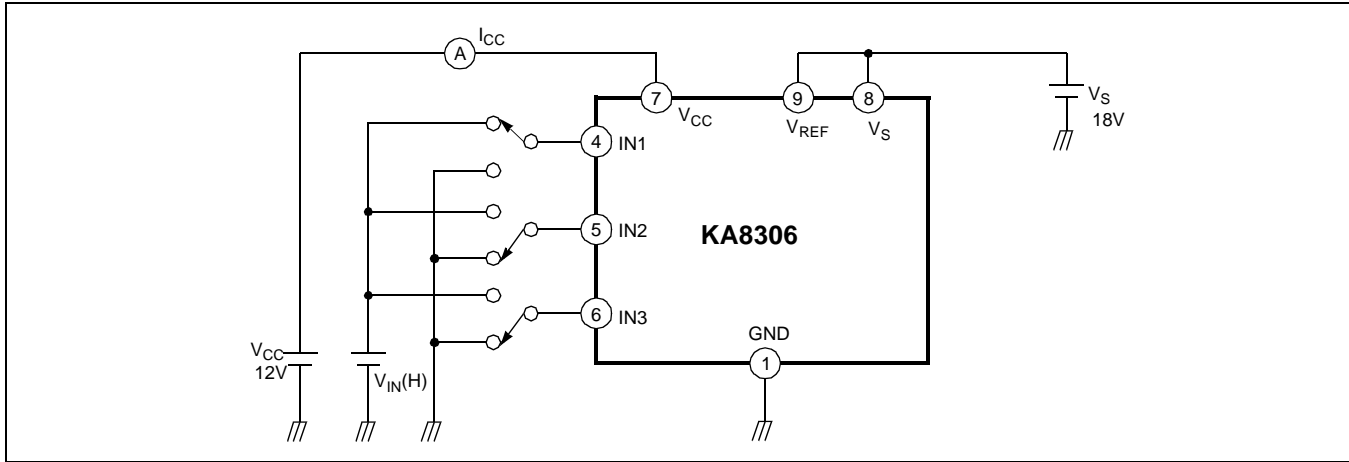 I_CC
A
7
9
8
V_CC
V_REF
V_S
V_S
18V
4
IN1
5
IN2
KA8306
6
IN3
GND
1
V_CC
12V
V_IN(H)